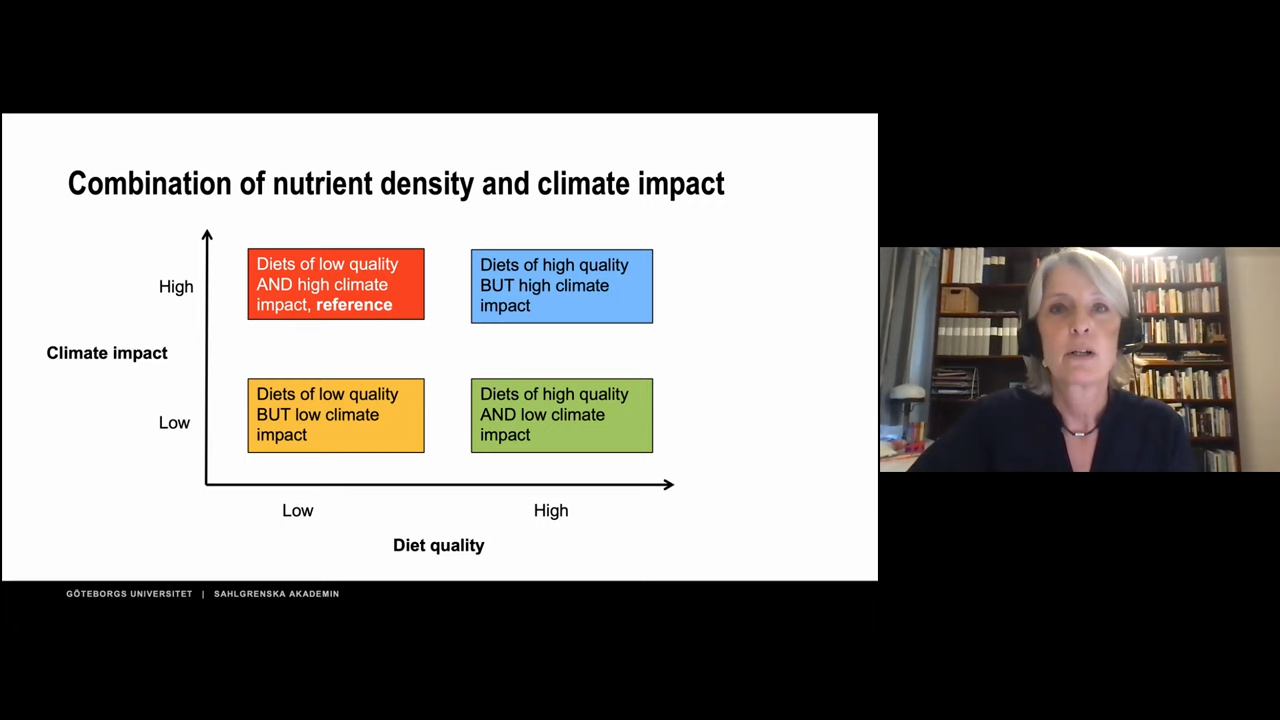 Combination of nutrient density and climate impact
High
Diets of low quality
AND high climate
impact, reference
Diets of high quality
BUT high climate
impact
Climate impact
Low
Diets of low quality
BUT low climate
impact
Diets of high quality
AND low climate
impact
Low
High
Diet quality
GÖTEBORGS UNIVERSITET | SAHLGRENSKA AKADEMIN